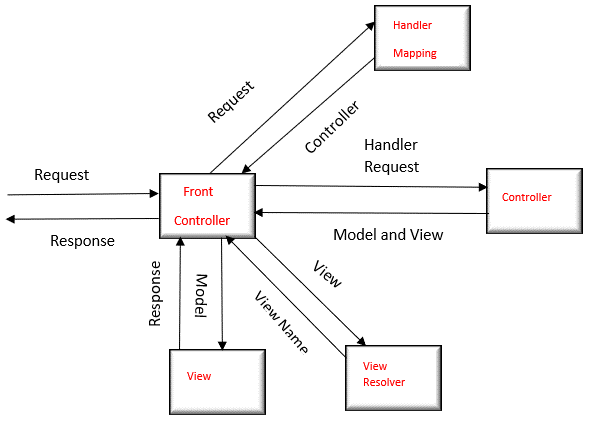 Handler
Mapping
Request
Controller
Handler
Request
Request
Front
Controller
Controller
Response
Model and View
Response
Model
View
View Name
View
View
Resolver